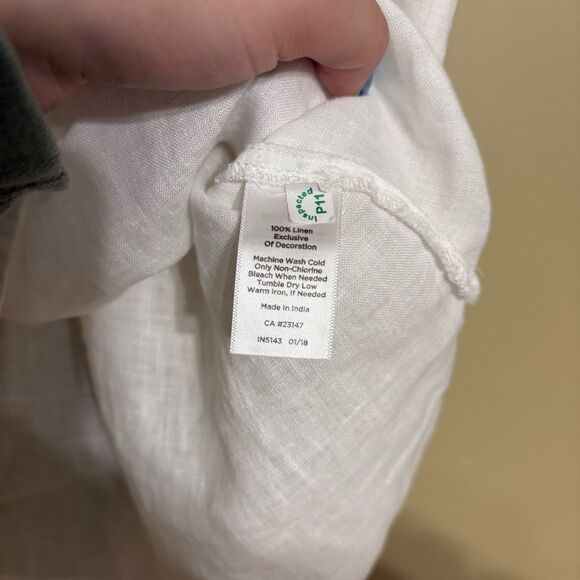 Inspected
P11
100% Linen
Exclusive
Of Decoration
Machine Wash Cold
Only Non-Chlorine
Bleach When Needed
Tumble Dry Low
Warm Iron, If Needed
Made in India
CA #23147
IN5143 01/18